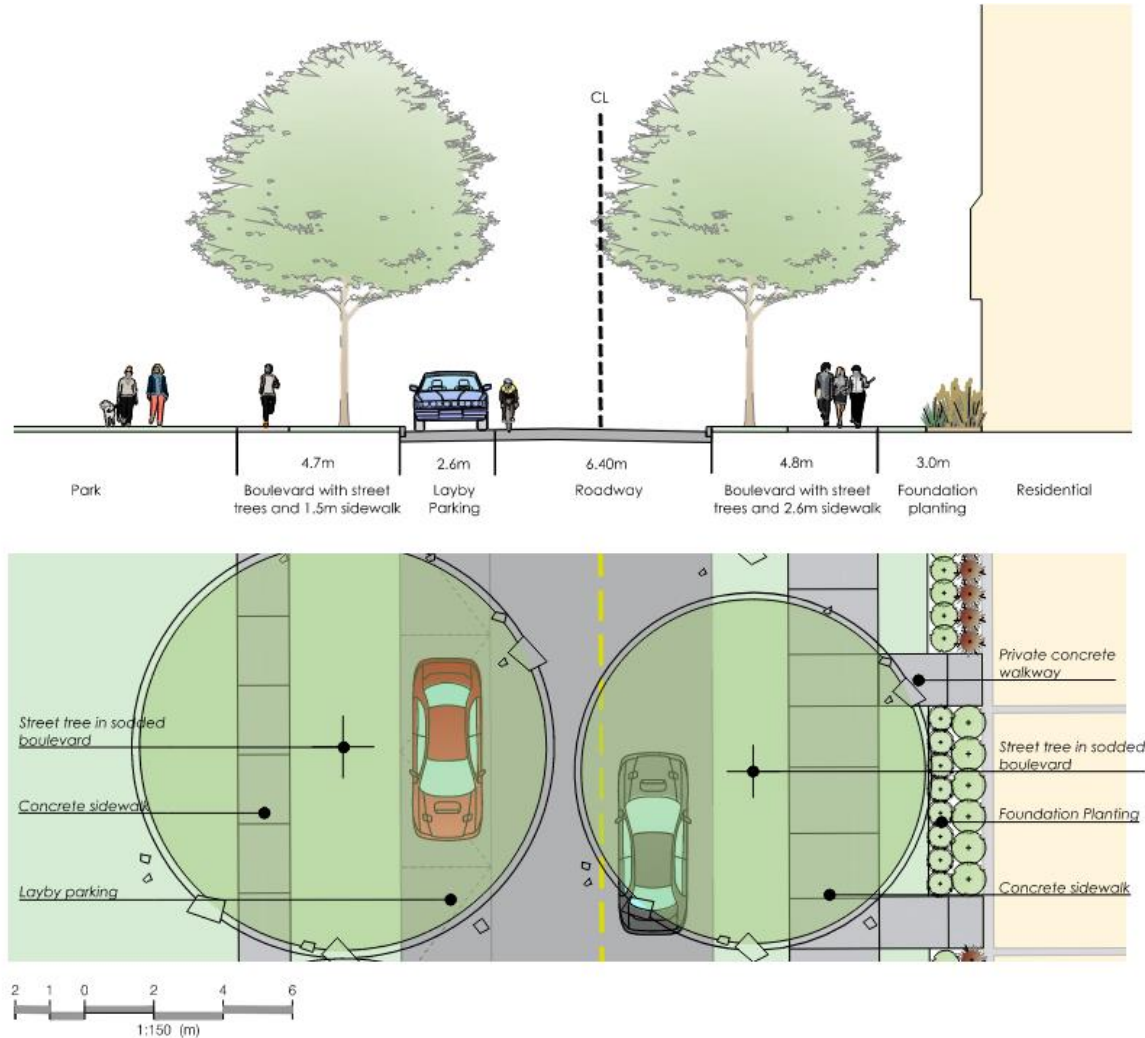 CL
4.7m
2.6m
6.40m
4.8m
3.0m
Park
Boulevard with street
trees and 1.5m sidewalk
Layby
Parking
Roadway
Boulevard with street
trees and 2.6m sidewalk
Foundation
planting
Residential
Private concrete
walkway
Street tree in sodded
boulevard
Street tree in sodded
boulevard
Concrete sidewalk
Foundation Planting
Layby parking
Concrete sidewalk
2 1 0 2 4 6
1:150 (m)